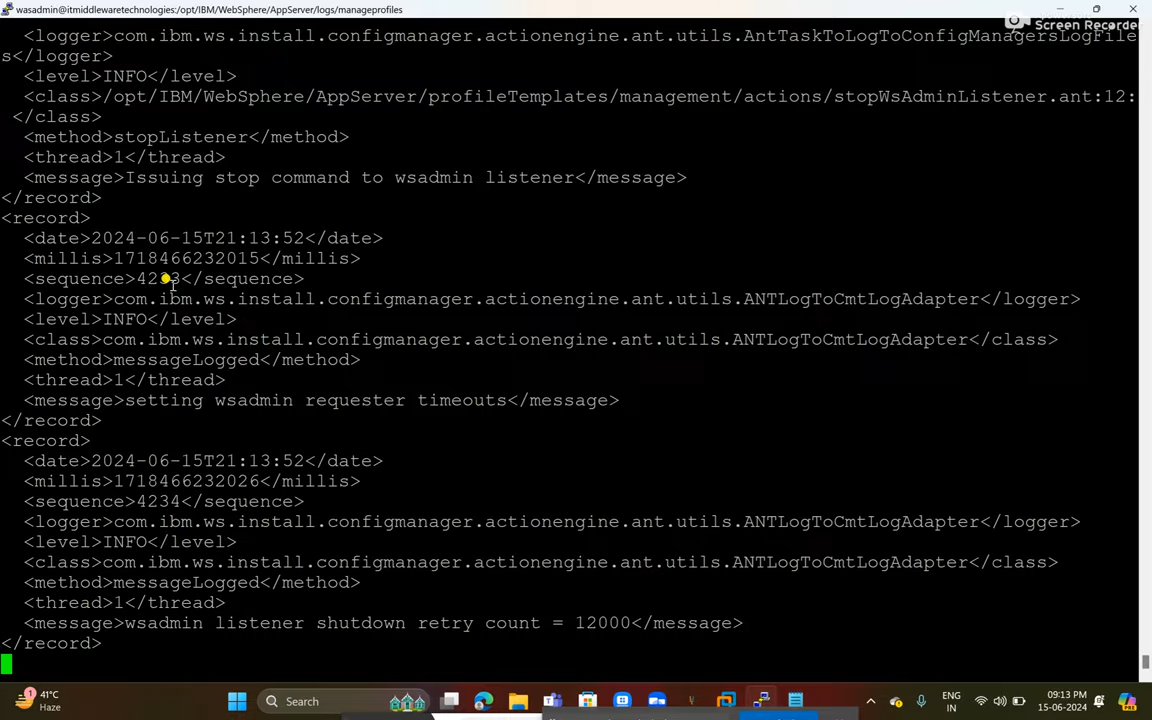 wasadmin@itmiddlewaretechnologies:/opt/IBM/WebSphere/AppServer/logs/manageprofiles
Screen Recorder
<logger>com.ibm.ws.install.configmanager.actionengine.ant.utils.AntTaskToLogToConfigManagersLogFile
s</logger>
<level>INFO</level>
<class>/opt/IBM/WebSphere/AppServer/profileTemplates/management/actions/stopWsAdminListener.ant:12:
</class>
<method>stopListener</method>
<thread>1</thread>
<message>Issuing stop command to wsadmin listener</message>
</record>
<record>
<date>2024-06-15T21:13:52</date>
<millis>1718466232015</millis>
<sequence>4233</sequence>
<logger>com.ibm.ws.install.configmanager.actionengine.ant.utils.ANTLogToCmtLogAdapter</logger>
<level>INFO</level>
<class>com.ibm.ws.install.configmanager.actionengine.ant.utils.ANTLogToCmtLogAdapter</class>
<method>messageLogged</method>
<thread>1</thread>
<message>setting wsadmin requester timeouts</message>
</record>
<record>
<date>2024-06-15T21:13:52</date>
<millis>1718466232026</millis>
<sequence>4234</sequence>
<logger>com.ibm.ws.install.configmanager.actionengine.ant.utils.ANTLogToCmtLogAdapter</logger>
<level>INFO</level>
<class>com.ibm.ws.install.configmanager.actionengine.ant.utils.ANTLogToCmtLogAdapter</class>
<method>messageLogged</method>
<thread>1</thread>
<message>wsadmin listener shutdown retry count = 12000</message>
</record>
1
41°C
Haze
Search
ENG
IN
09:13 PM
15-06-2024
PRE